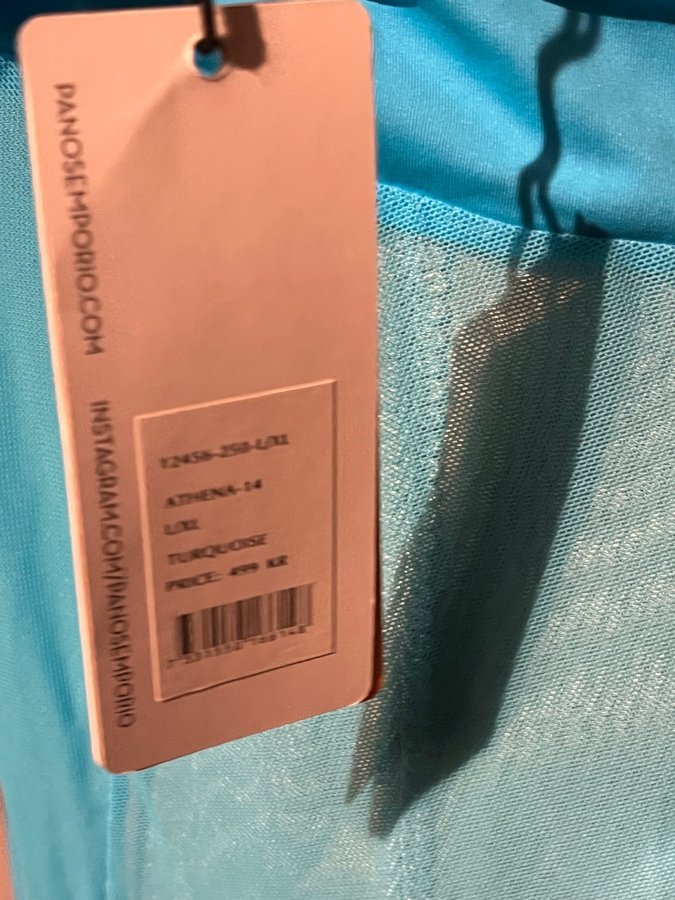 PANOSEMPORIO.COM
INSTAGRAM.COM/PANOSEMPORIO
12456-250-L/XL
ATHENA-14
L/XL
TURQUOISE
PRICE: 499 KR